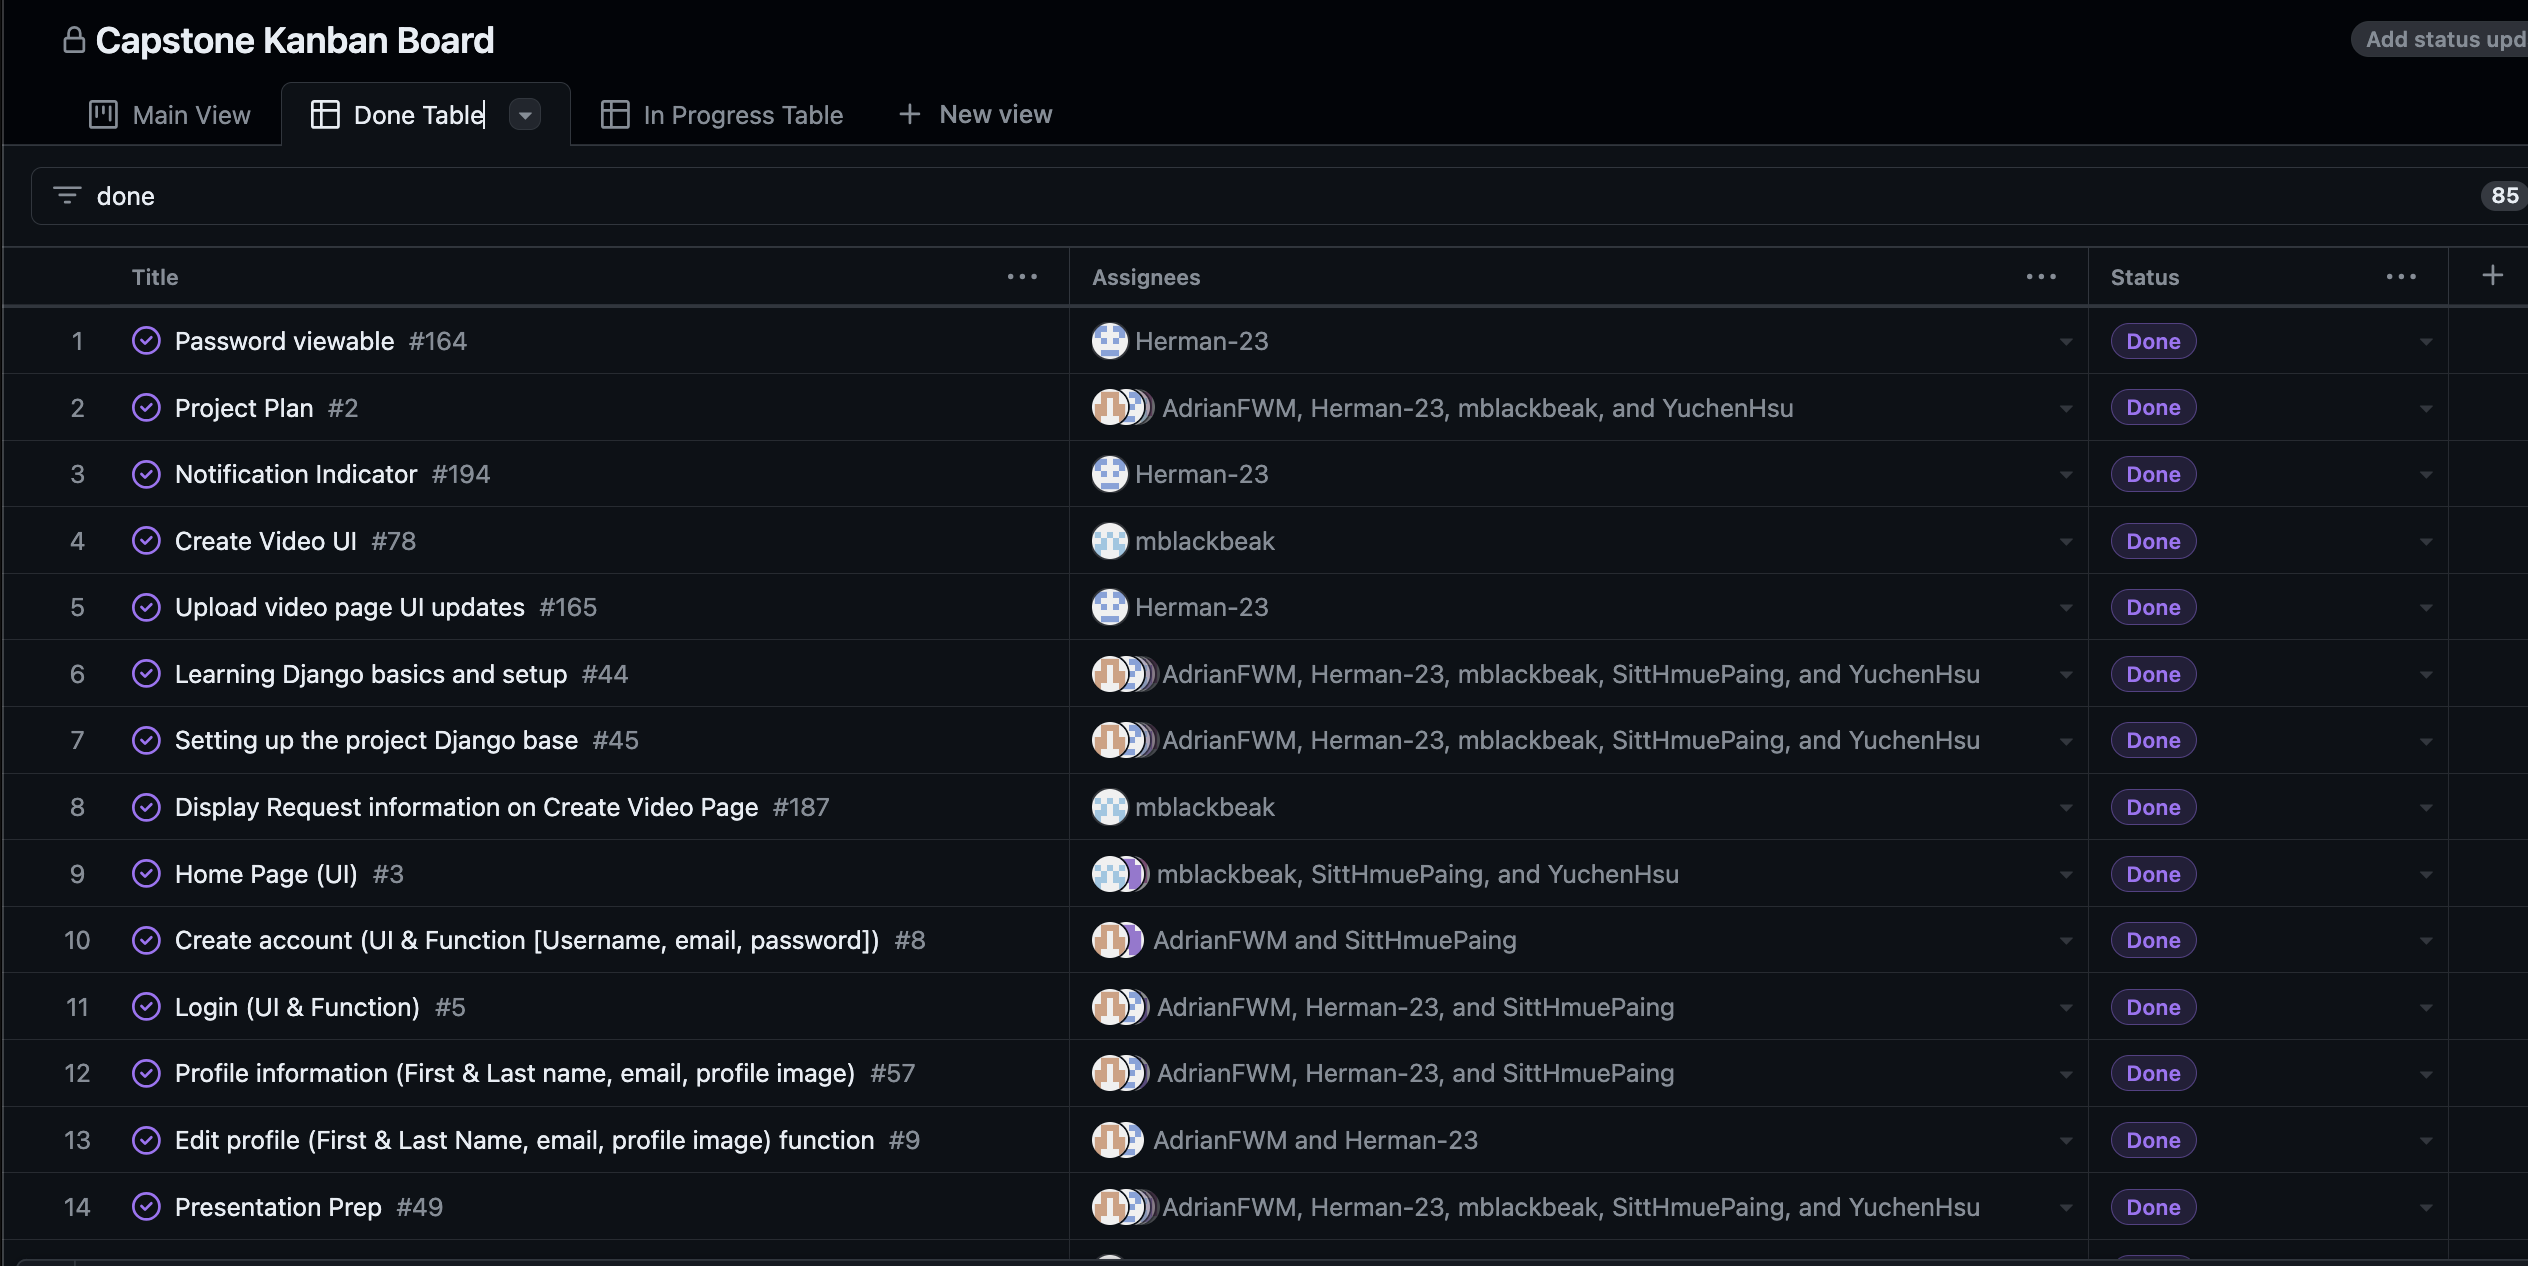 Capstone Kanban Board
Add status upd
Main View
Done Table
In Progress Table
New view
done
85
Title
Assignees
Status
1 Password viewable #164 Herman-23 Done
2 Project Plan #2 AdrianFWM, Herman-23, mblackbeak, and YuchenHsu Done
3 Notification Indicator #194 Herman-23 Done
4 Create Video UI #78 mblackbeak Done
5 Upload video page UI updates #165 Herman-23 Done
6 Learning Django basics and setup #44 AdrianFWM, Herman-23, mblackbeak, SittHmuePaing, and YuchenHsu Done
7 Setting up the project Django base #45 AdrianFWM, Herman-23, mblackbeak, SittHmuePaing, and YuchenHsu Done
8 Display Request information on Create Video Page #187 mblackbeak Done
9 Home Page (UI) #3 mblackbeak, SittHmuePaing, and YuchenHsu Done
10 Create account (UI & Function [Username, email, password]) #8 AdrianFWM and SittHmuePaing Done
11 Login (UI & Function) #5 AdrianFWM, Herman-23, and SittHmuePaing Done
12 Profile information (First & Last name, email, profile image) #57 AdrianFWM, Herman-23, and SittHmuePaing Done
13 Edit profile (First & Last Name, email, profile image) function #9 AdrianFWM and Herman-23 Done
14 Presentation Prep #49 AdrianFWM, Herman-23, mblackbeak, SittHmuePaing, and YuchenHsu Done